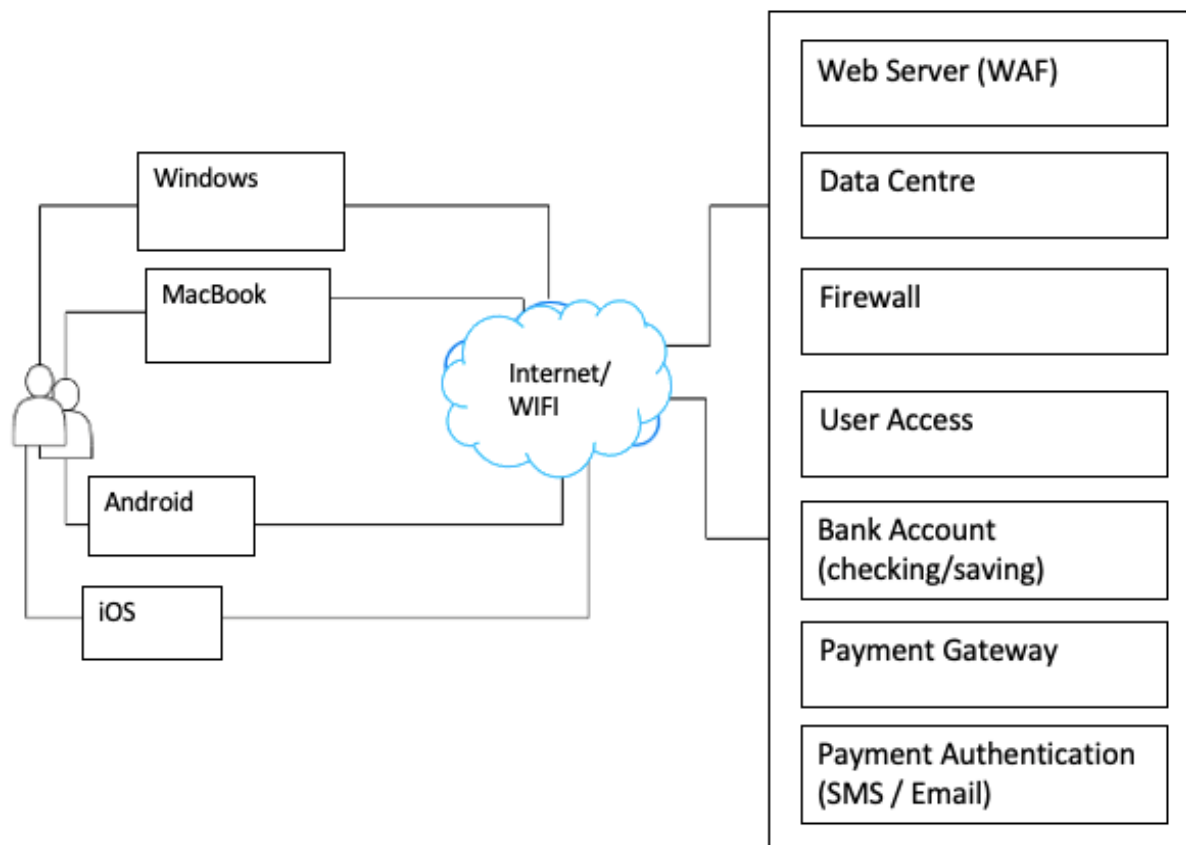 Windows
MacBook
Android
iOS
Internet/
WIFI
Web Server (WAF)
Data Centre
Firewall
User Access
Bank Account
(checking/saving)
Payment Gateway
Payment Authentication
(SMS / Email)